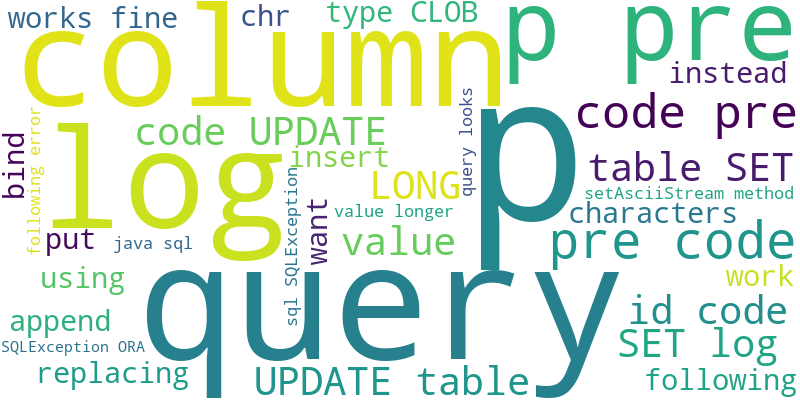 works fine
chr
type CLOB
p pre
column
instead
code pre
log
code UPDATE
p
query looks
bind
following error
insert
table SET
LONG
setAsciiStream method
value longer
characters
want
put
java sql
sql SQLException
value
pre code
using
query
work
append
id code
SQLException ORA
SET log
replacing
UPDATE table
following